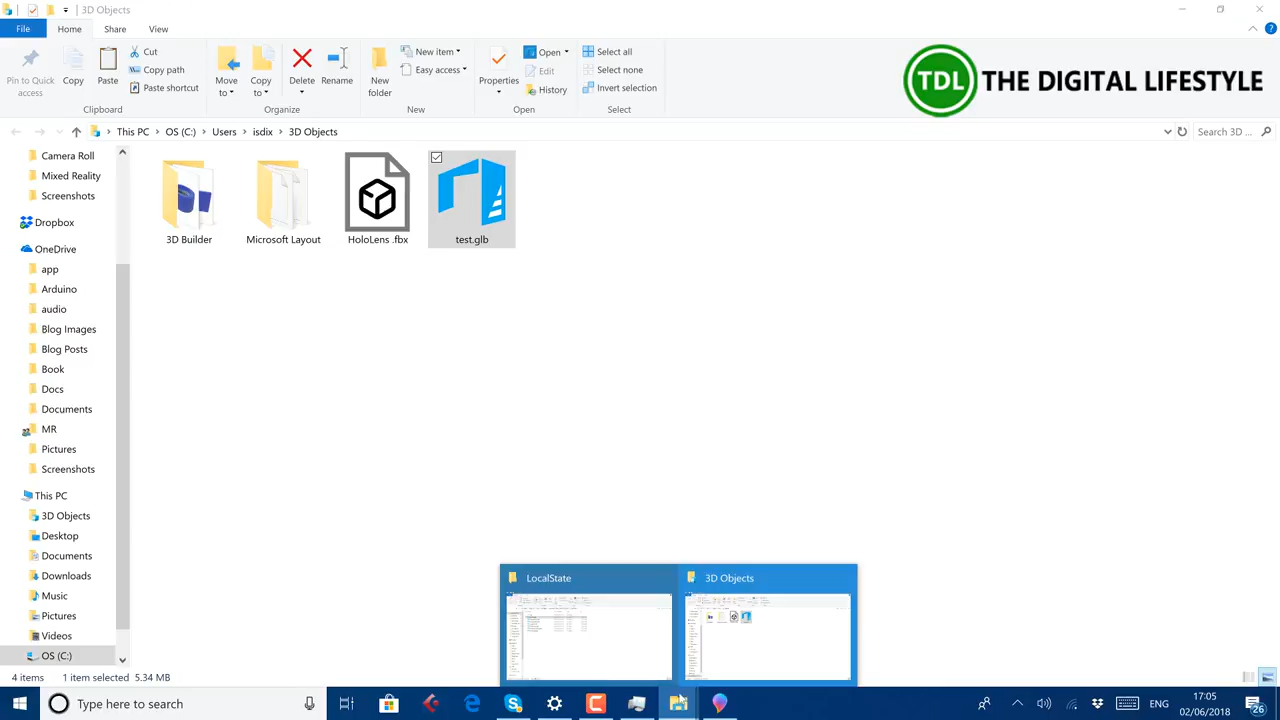 3D Objects
File Home Share View
Pin to Quick access
Copy
Paste
Cut
Copy path
Paste shortcut
Clipboard
Move to
Copy to
Delete
Rename
Organize
New folder
New item
Easy access
New
Properties
Open
Edit
History
Open
Select all
Select none
Invert selection
Select
TDL THE DIGITAL LIFESTYLE
This PC > OS (C:) > Users > isdix > 3D Objects
Search 3D ...
Camera Roll
Mixed Reality
Screenshots
Dropbox
OneDrive
app
Arduino
audio
Blog Images
Blog Posts
Book
Docs
Documents
MR
Pictures
Screenshots
This PC
3D Objects
Desktop
Documents
Downloads
Music
Pictures
Videos
OS (C:)
3D Builder
Microsoft Layout
HoloLens .fbx
test.glb
LocalState
3D Objects
4 items 1 item selected 5.34 MB
Type here to search
ENG
17:05
02/06/2018
26